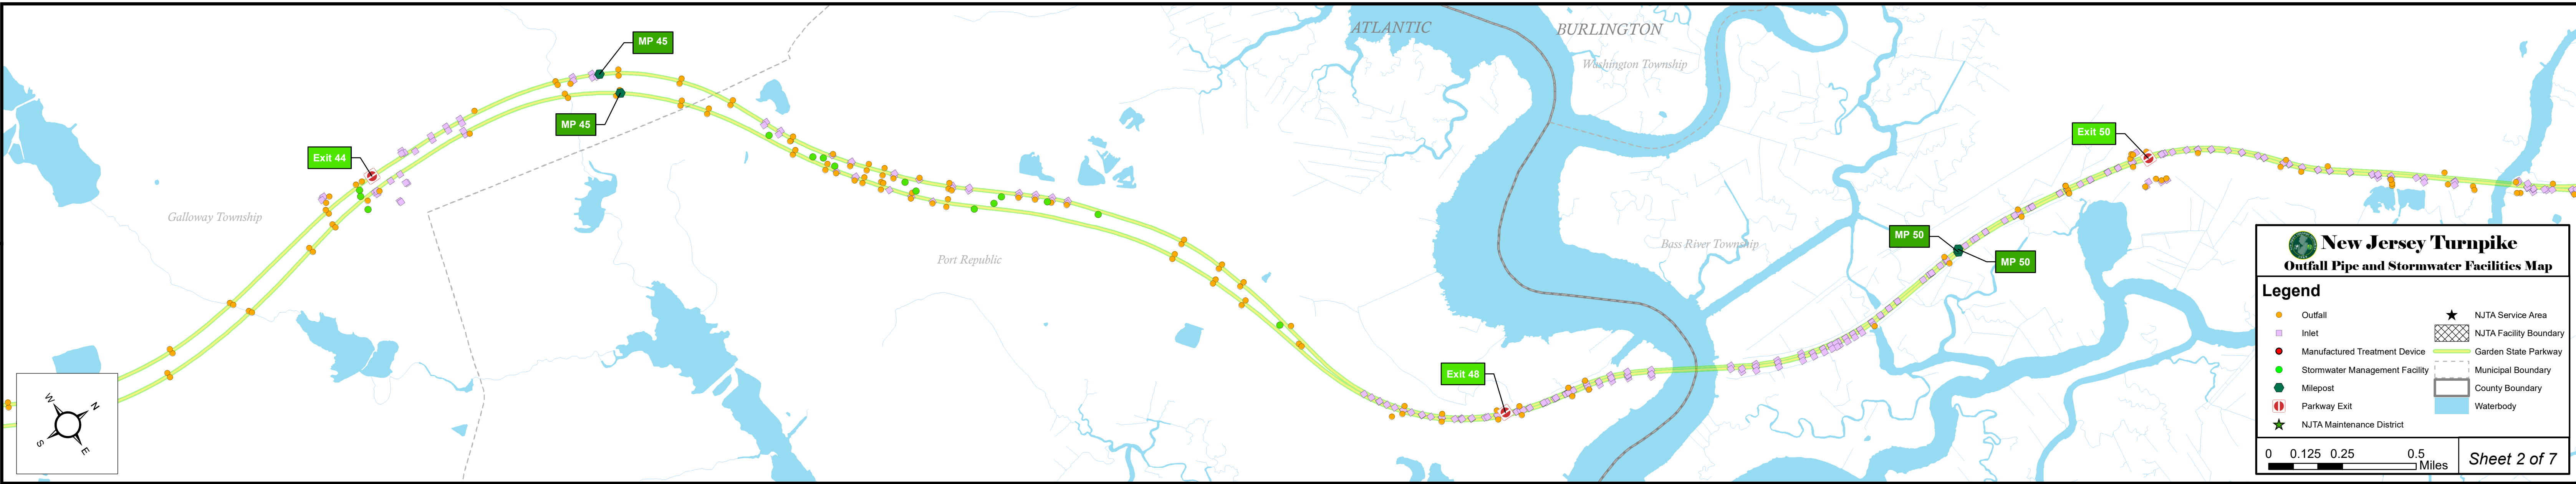 ATLANTIC
BURLINGTON
Washington Township
MP 45
MP 45
Exit 44
Galloway Township
Port Republic
Exit 48
Bass River Township
MP 50
MP 50
Exit 50
W
N
S
E
New Jersey Turnpike
Outfall Pipe and Stormwater Facilities Map
Legend
Outfall
Inlet
Manufactured Treatment Device
Stormwater Management Facility
Milepost
Parkway Exit
NJTA Maintenance District
NJTA Service Area
NJTA Facility Boundary
Garden State Parkway
Municipal Boundary
County Boundary
Waterbody
0 0.125 0.25 0.5
Miles
Sheet 2 of 7